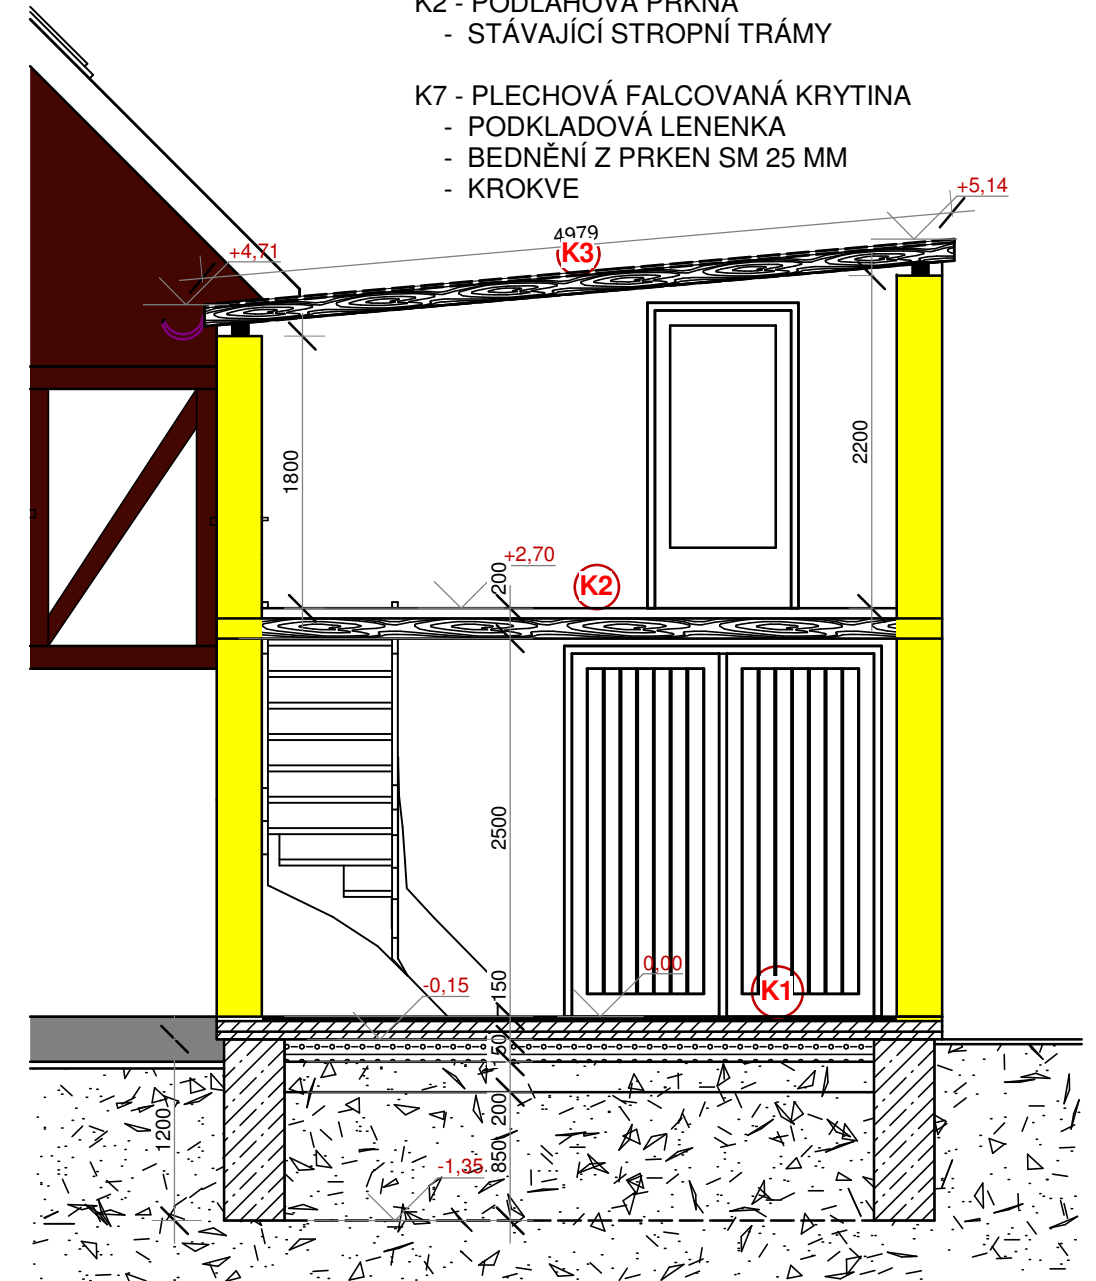 K2 - PODLAHOVÁ PRKNA
- STÁVAJÍCÍ STROPNÍ TRÁMY
K7 - PLECHOVÁ FALCOVANÁ KRYTINA
- PODKLADOVÁ LENENKA
- BEDNĚNÍ Z PRKEN SM 25 MM
- KROKVE
+5,14
4979
+4,71
K3
1800
2200
+2,70
200
K2
2500
0,00
-0,15
150
K1
150
200
1200
850
-1,35